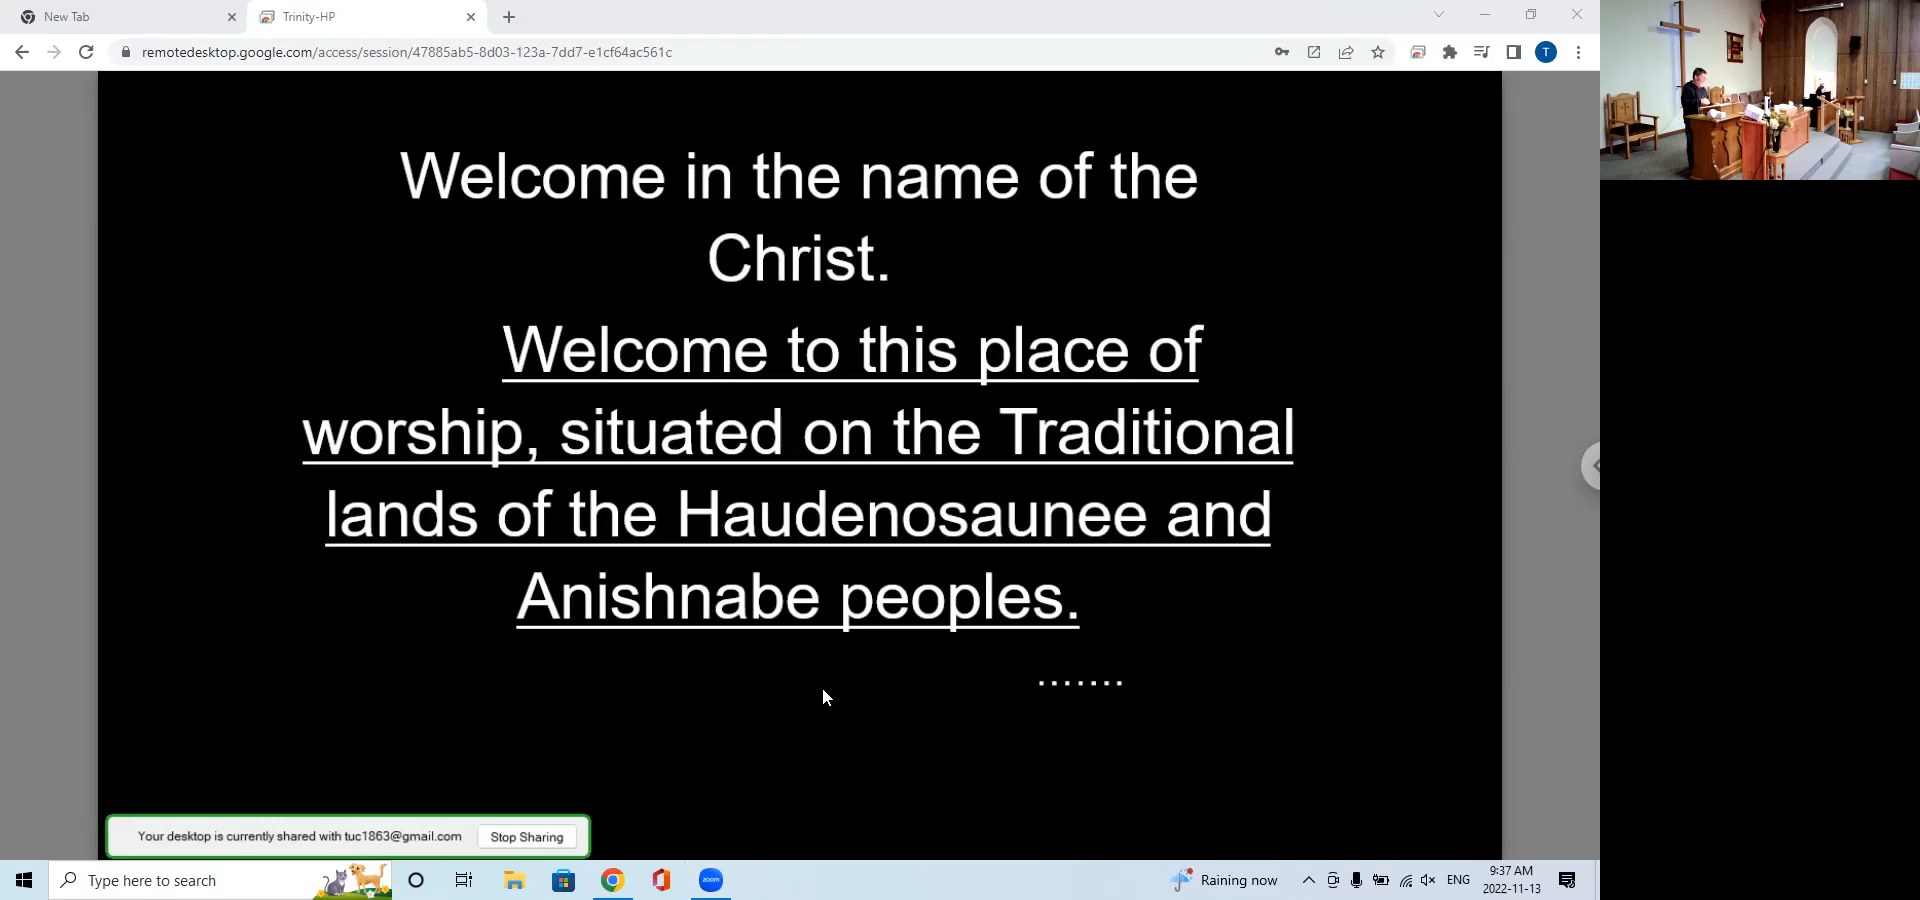 New Tab
Trinity-HP
remotedesktop.google.com/access/session/47885ab5-8d03-123a-7dd7-e1cf64ac561c
T
Welcome in the name of the
Christ.
Welcome to this place of
worship, situated on the Traditional
lands of the Haudenosaunee and
Anishnabe peoples.
.......
Your desktop is currently shared with tuc1863@gmail.com
Stop Sharing
Type here to search
zoom
Raining now
ENG
9:37 AM
2022-11-13